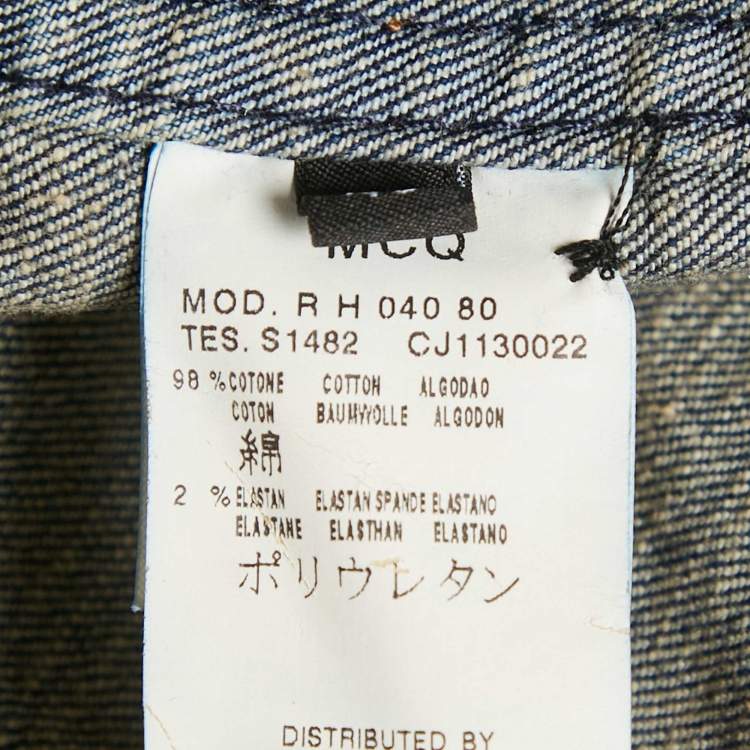 MCQ
MOD. R H 040 80
TES. S1482 CJ1130022
98 % COTONE COTTON ALGODAO
COTON BAUMWOLLE ALGODON
綿
2 % ELASTAN ELASTAN SPANDE ELASTANO
ELASTANE ELASTHAN ELASTANO
ポリウレタン
DISTRIBUTED BY